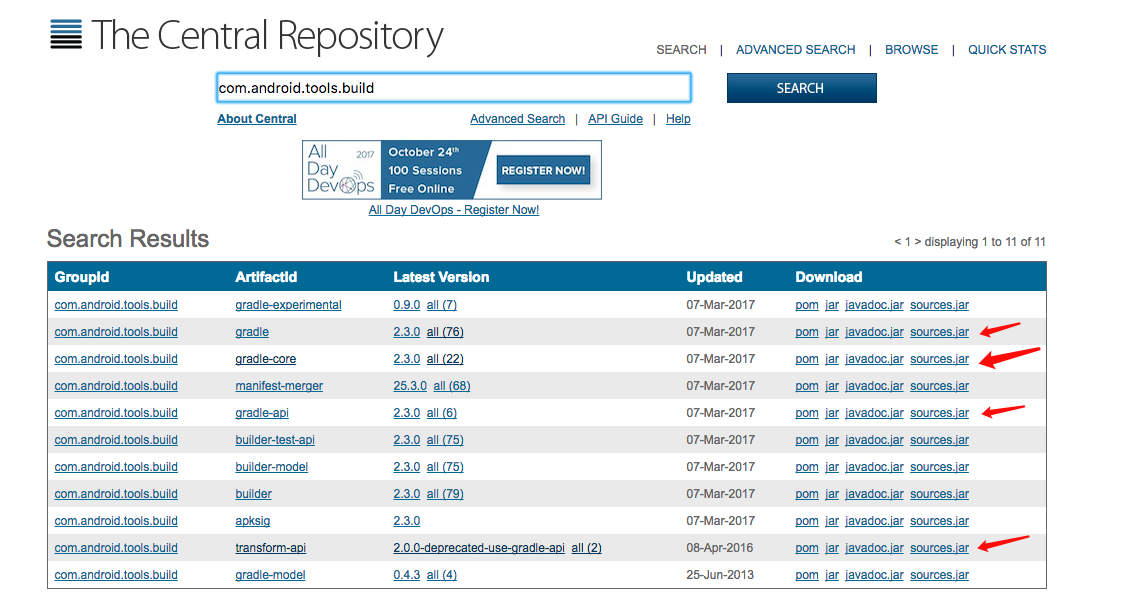 The Central Repository
SEARCH | ADVANCED SEARCH | BROWSE | QUICK STATS
com.android.tools.build
SEARCH
About Central Advanced Search | API Guide | Help
All Day DevOps 2017
October 24th
100 Sessions
Free Online
REGISTER NOW!
All Day DevOps - Register Now!
Search Results
< 1 > displaying 1 to 11 of 11
GroupId ArtifactId Latest Version Updated Download
com.android.tools.build gradle-experimental 0.9.0 all (7) 07-Mar-2017 pom jar javadoc.jar sources.jar
com.android.tools.build gradle 2.3.0 all (76) 07-Mar-2017 pom jar javadoc.jar sources.jar
com.android.tools.build gradle-core 2.3.0 all (22) 07-Mar-2017 pom jar javadoc.jar sources.jar
com.android.tools.build manifest-merger 25.3.0 all (68) 07-Mar-2017 pom jar javadoc.jar sources.jar
com.android.tools.build gradle-api 2.3.0 all (6) 07-Mar-2017 pom jar javadoc.jar sources.jar
com.android.tools.build builder-test-api 2.3.0 all (75) 07-Mar-2017 pom jar javadoc.jar sources.jar
com.android.tools.build builder-model 2.3.0 all (75) 07-Mar-2017 pom jar javadoc.jar sources.jar
com.android.tools.build builder 2.3.0 all (79) 07-Mar-2017 pom jar javadoc.jar sources.jar
com.android.tools.build apksig 2.3.0 07-Mar-2017 pom jar javadoc.jar sources.jar
com.android.tools.build transform-api 2.0.0-deprecated-use-gradle-api all (2) 08-Apr-2016 pom jar javadoc.jar sources.jar
com.android.tools.build gradle-model 0.4.3 all (4) 25-Jun-2013 pom jar javadoc.jar sources.jar